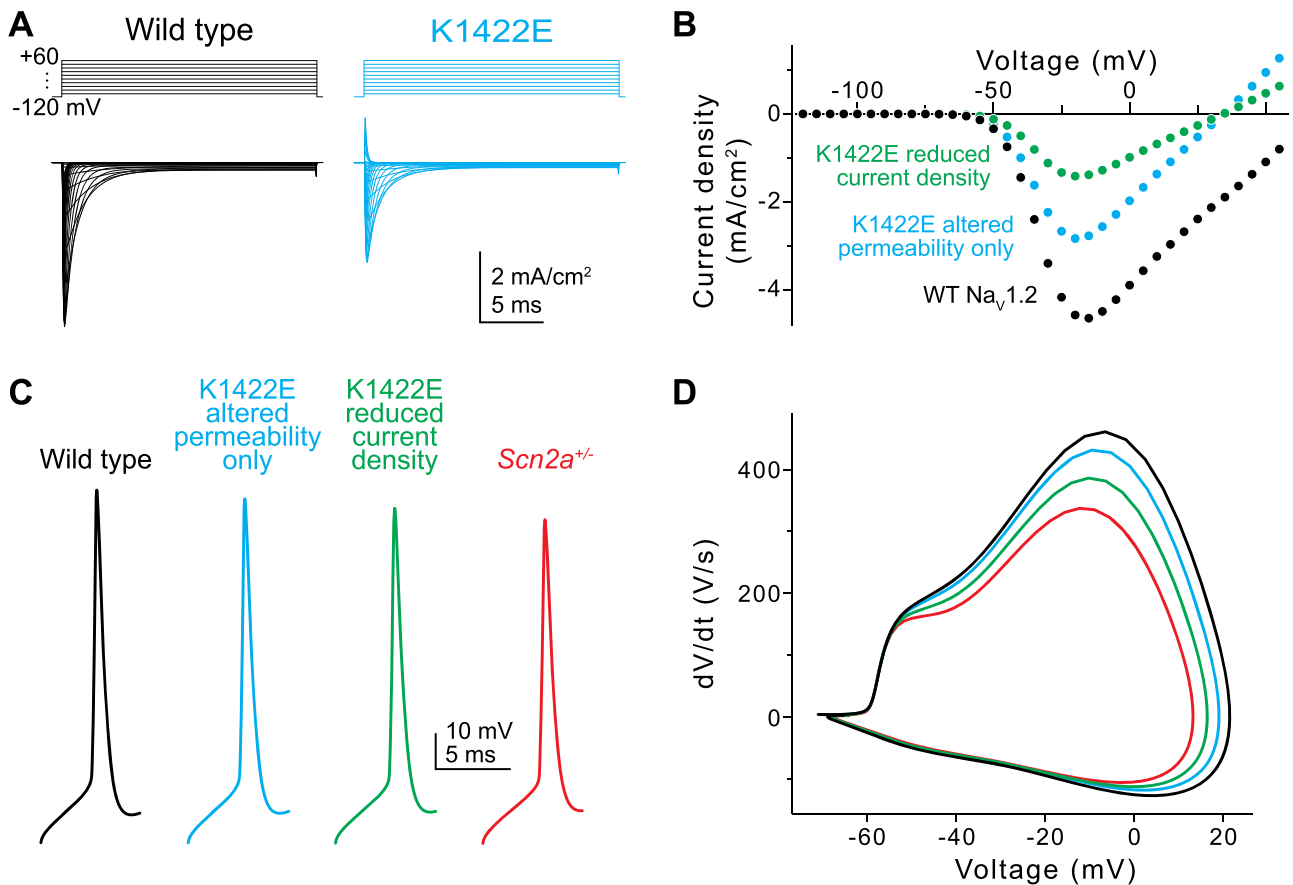 A
Wild type
K1422E
+60
⋮
-120 mV
2 mA/cm²
5 ms
B
Voltage (mV)
-100
-50
0
0
-2
-4
Current density
(mA/cm²)
K1422E reduced
current density
K1422E altered
permeability only
WT NaV1.2
C
Wild type
K1422E
altered
permeability
only
K1422E
reduced
current
density
Scn2a+/-
10 mV
5 ms
D
400
200
0
dV/dt (V/s)
-60
-40
-20
0
20
Voltage (mV)